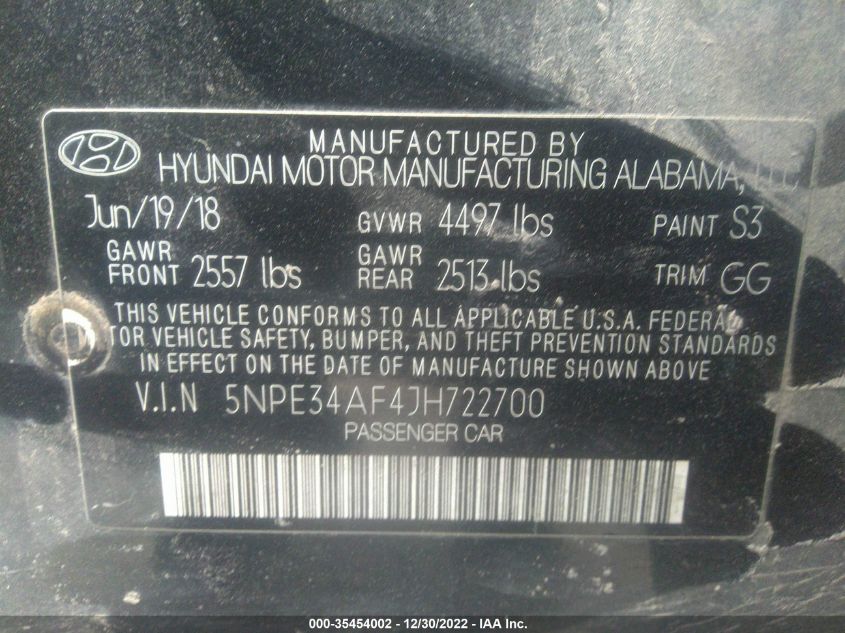 MANUFACTURED BY
HYUNDAI MOTOR MANUFACTURING ALABAMA, LLC
Jun/19/18 GVWR 4497 lbs PAINT S3
GAWR FRONT 2557 lbs GAWR REAR 2513 lbs TRIM GG
THIS VEHICLE CONFORMS TO ALL APPLICABLE U.S.A. FEDERAL
MOTOR VEHICLE SAFETY, BUMPER, AND THEFT PREVENTION STANDARDS
IN EFFECT ON THE DATE OF MANUFACTURE SHOWN ABOVE
V.I.N 5NPE34AF4JH722700
PASSENGER CAR
000-35454002 - 12/30/2022 - IAA Inc.